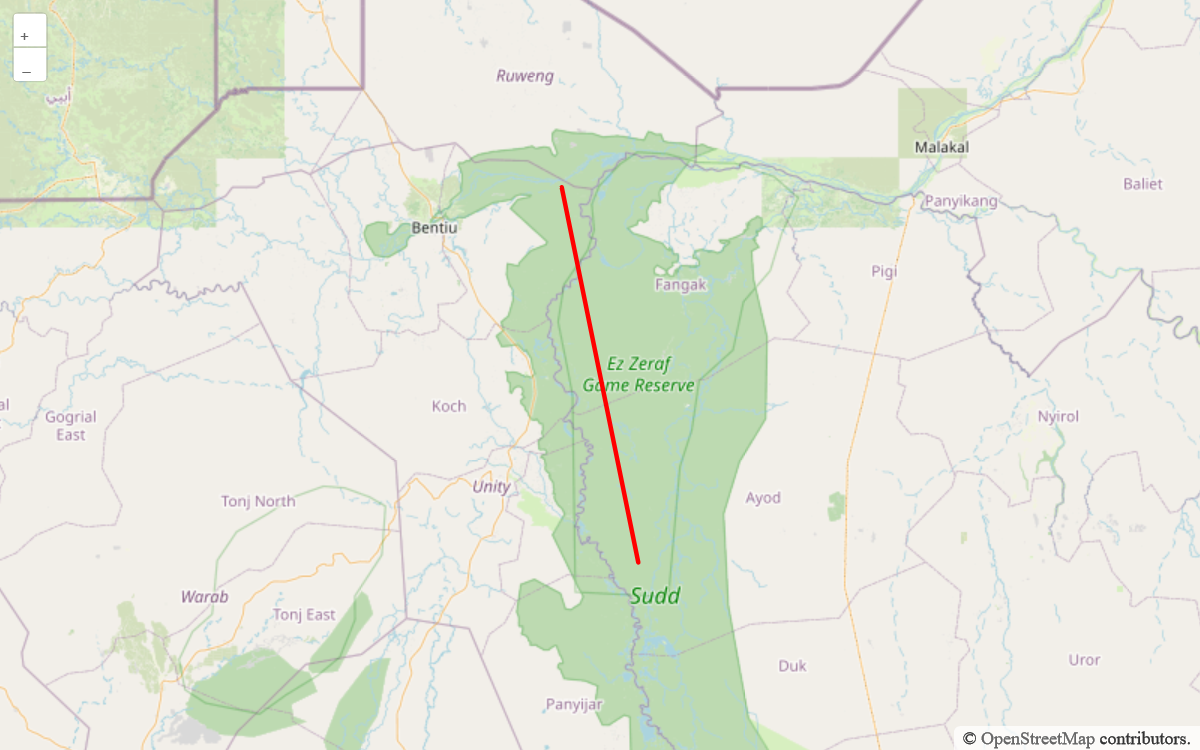 +
–
Ruweng
أبيي
Malakal
Baliet
Panyikang
Bentiu
Pigi
Fangak
Ez Zeraf
Game Reserve
Koch
Gogrial
East
Nyirol
Unity
Tonj North
Ayod
Sudd
Warab
Tonj East
Uror
Duk
Panyijar
© OpenStreetMap contributors.